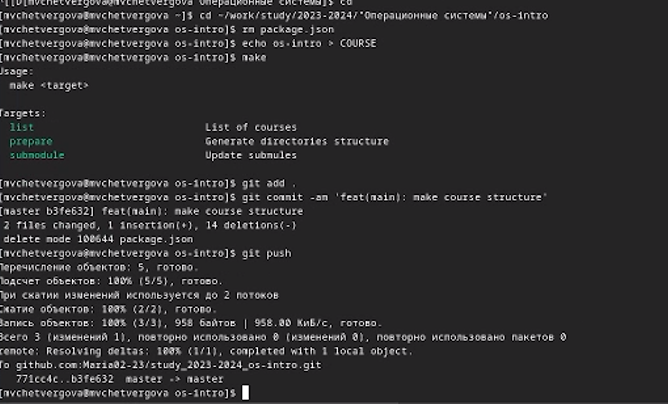 [mvchetvergova@mvchetvergova Операционные системы]$ cd
[mvchetvergova@mvchetvergova ~]$ cd ~/work/study/2023-2024/"Операционные системы"/os-intro
[mvchetvergova@mvchetvergova os-intro]$ rm package.json
[mvchetvergova@mvchetvergova os-intro]$ echo os-intro > COURSE
[mvchetvergova@mvchetvergova os-intro]$ make
Usage:
  make <target>
Targets:
  list                            List of courses
  prepare                         Generate directories structure
  submodule                       Update submules
[mvchetvergova@mvchetvergova os-intro]$ git add .
[mvchetvergova@mvchetvergova os-intro]$ git commit -am 'feat(main): make course structure'
[master b3fe632] feat(main): make course structure
 2 files changed, 1 insertion(+), 14 deletions(-)
 delete mode 100644 package.json
[mvchetvergova@mvchetvergova os-intro]$ git push
Перечисление объектов: 5, готово.
Подсчет объектов: 100% (5/5), готово.
При сжатии изменений используется до 2 потоков
Сжатие объектов: 100% (2/2), готово.
Запись объектов: 100% (3/3), 958 байтов | 958.00 КиБ/с, готово.
Всего 3 (изменений 1), повторно использовано 0 (изменений 0), повторно использовано пакетов 0
remote: Resolving deltas: 100% (1/1), completed with 1 local object.
To github.com:Maria02-23/study_2023-2024_os-intro.git
   771cc4c..b3fe632  master -> master
[mvchetvergova@mvchetvergova os-intro]$